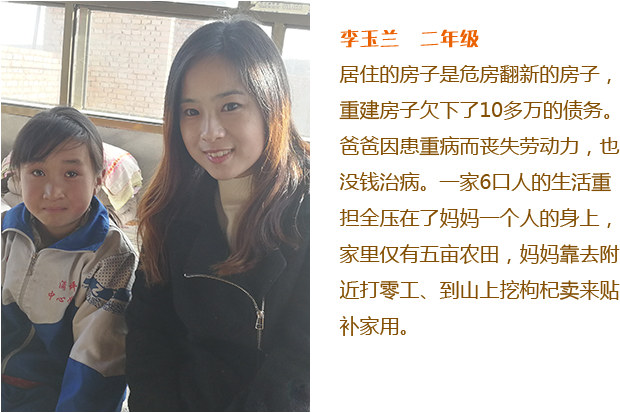 李玉兰 二年级
居住的房子是危房翻新的房子，
重建房子欠下了10多万的债务。
爸爸因患重病而丧失劳动力，也
没钱治病。一家6口人的生活重
担全压在了妈妈一个人的身上，
家里仅有五亩农田，妈妈靠去附
近打零工、到山上挖枸杞卖来贴
补家用。